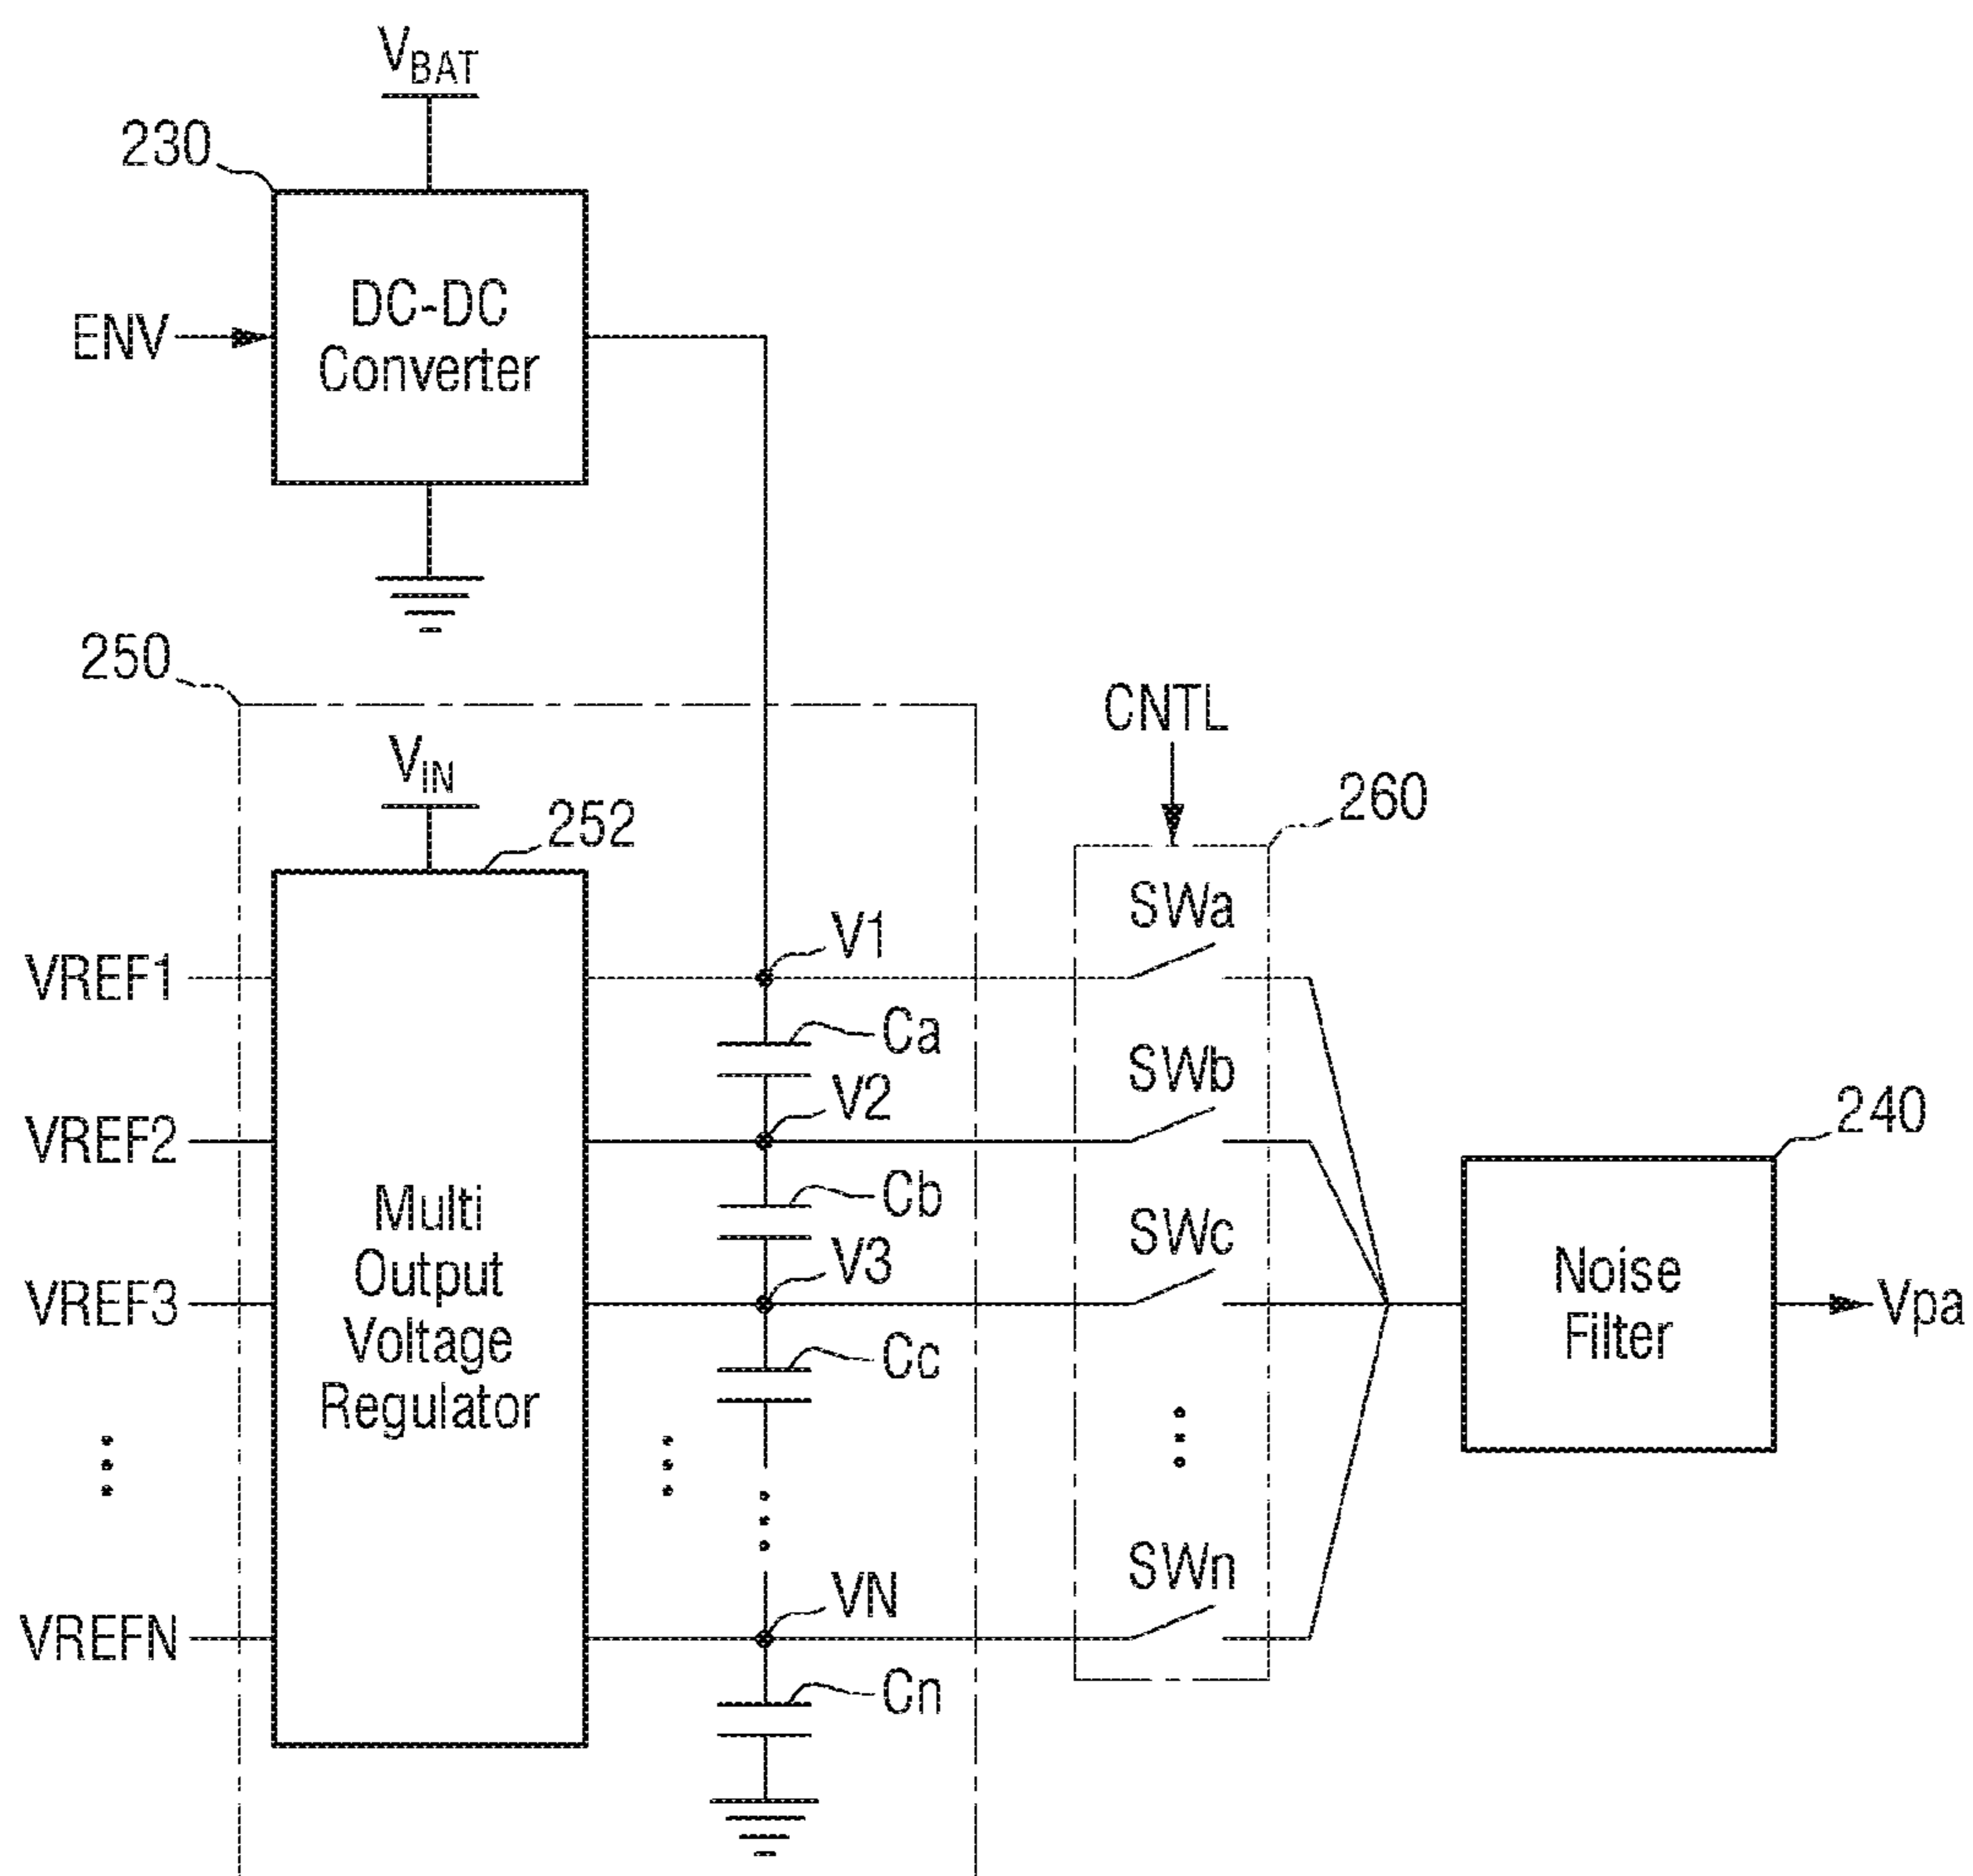 VBAT
230
DC-DC
Converter
ENV
250
VIN
252
CNTL
260
VREF1
V1
SWa
Ca
VREF2
V2
SWb
Cb
240
VREF3
V3
SWc
Cc
Multi
Output
Voltage
Regulator
Noise
Filter
Vpa
VREFN
VN
SWn
Cn